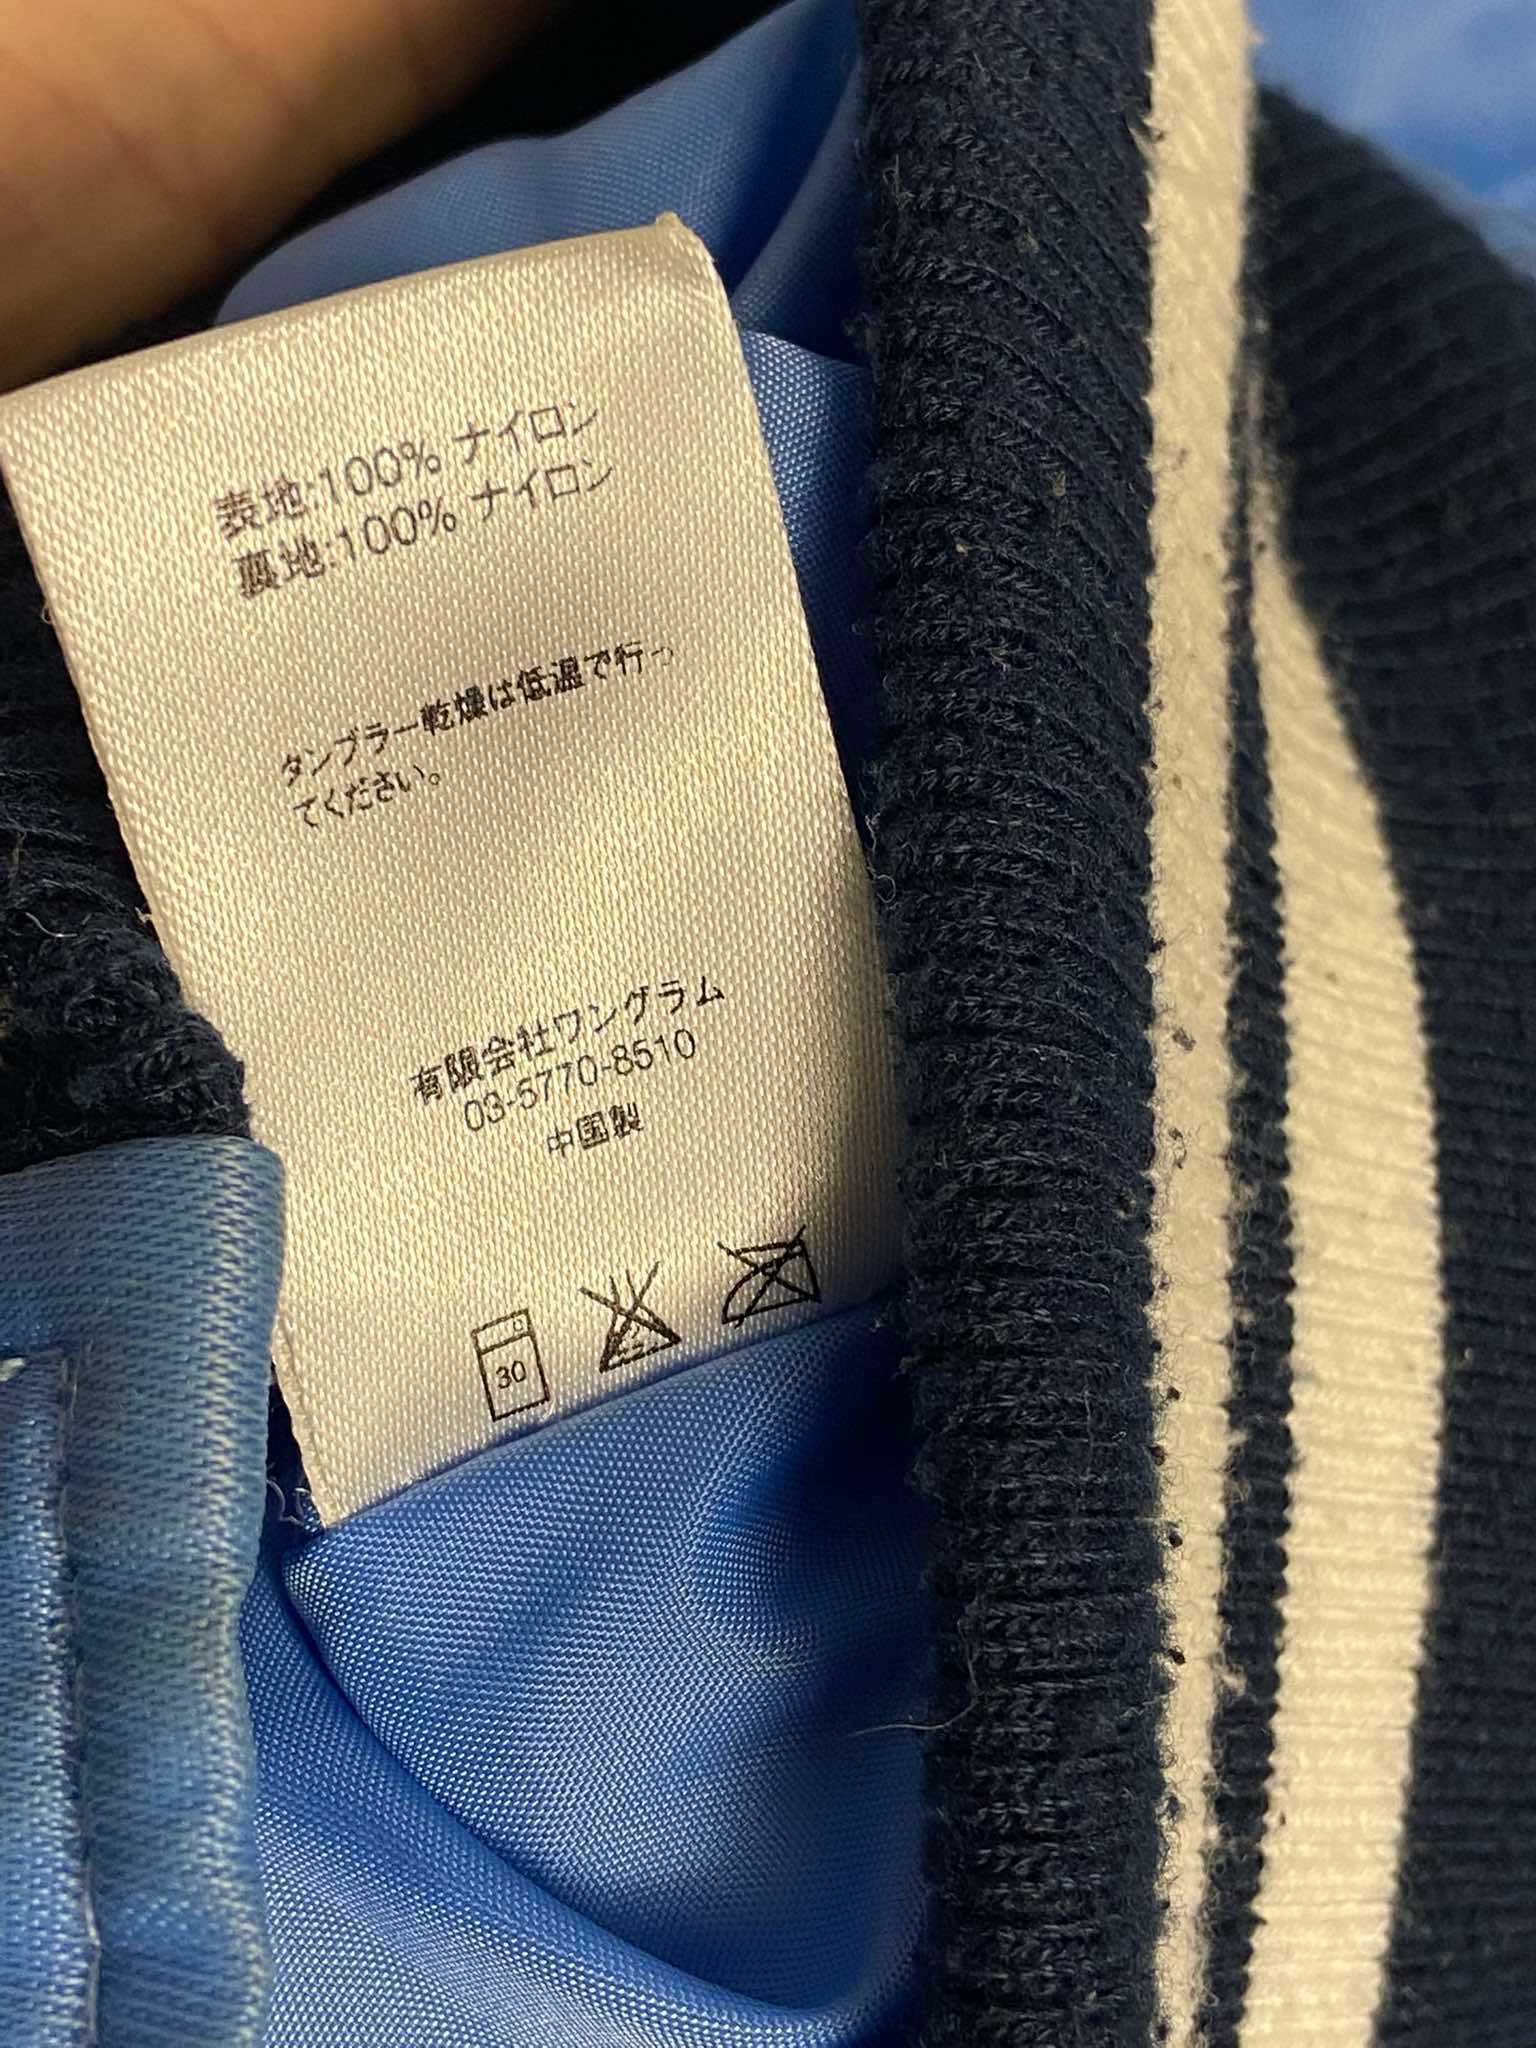 表地:100% ナイロン
裏地:100% ナイロン
タンブラー乾燥は低温で行っ
てください。
有限会社ワングラム
03-5770-8510
中国製
30